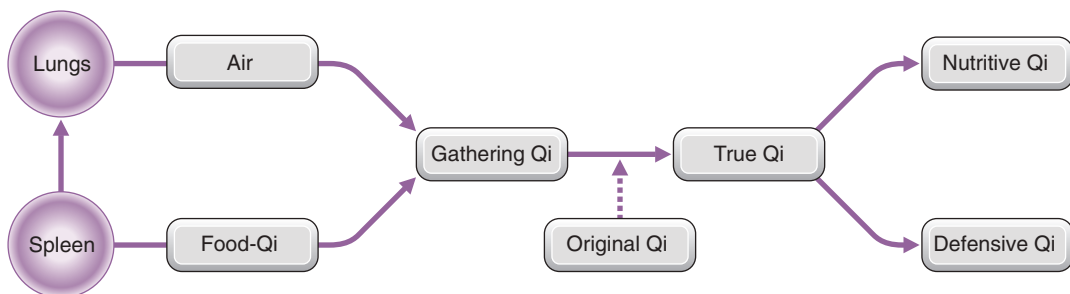 Lungs
Air
Nutritive Qi
Gathering Qi
True Qi
Spleen
Food-Qi
Original Qi
Defensive Qi